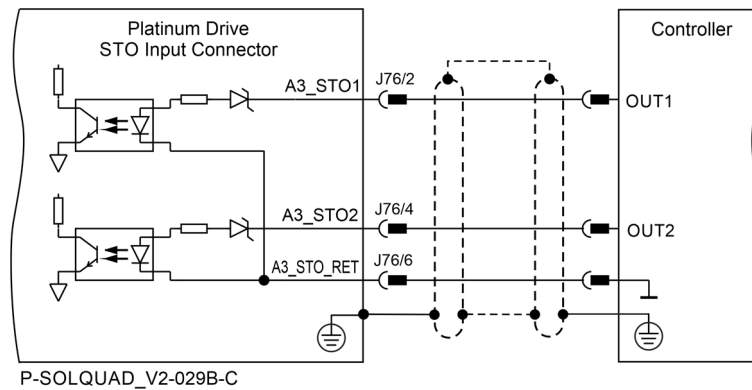 Platinum Drive
STO Input Connector
Controller
A3_STO1
J76/2
OUT1
A3_STO2
J76/4
OUT2
A3_STO_RET
J76/6
P-SOLQUAD_V2-029B-C